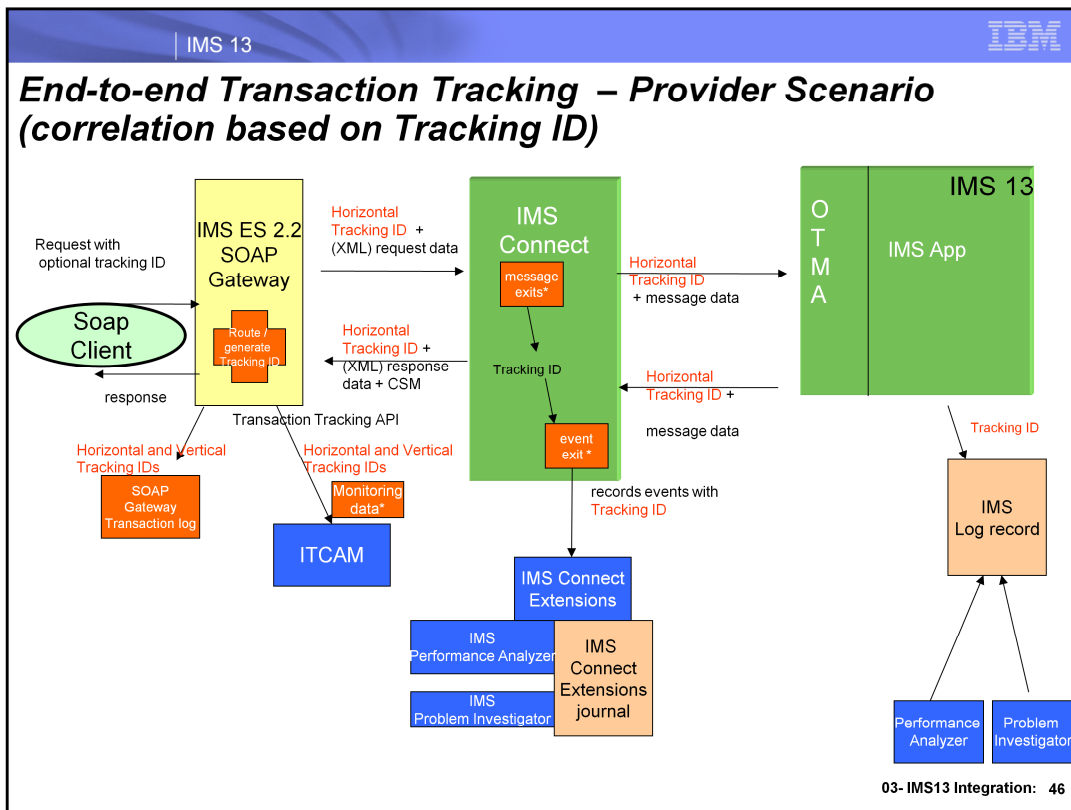 IMS 13
IBM
End-to-end Transaction Tracking – Provider Scenario
(correlation based on Tracking ID)
Request with
optional tracking ID
Soap
Client
response
IMS ES 2.2
SOAP
Gateway
Route /
generate
Tracking ID
Horizontal
Tracking ID +
(XML) request data
Horizontal
Tracking ID +
(XML) response
data + CSM
Transaction Tracking API
Horizontal and Vertical
Tracking IDs
SOAP
Gateway
Transaction log
Horizontal and Vertical
Tracking IDs
Monitoring
data*
ITCAM
IMS
Connect
message
exits*
Tracking ID
event
exit *
Horizontal
Tracking ID
+ message data
Horizontal
Tracking ID +
message data
records events with
Tracking ID
IMS Connect
Extensions
IMS
Performance Analyzer
IMS
Problem Investigator
IMS
Connect
Extensions
journal
O
T
M
A
IMS 13
IMS App
Tracking ID
IMS
Log record
Performance
Analyzer
Problem
Investigator
03- IMS13 Integration: 46